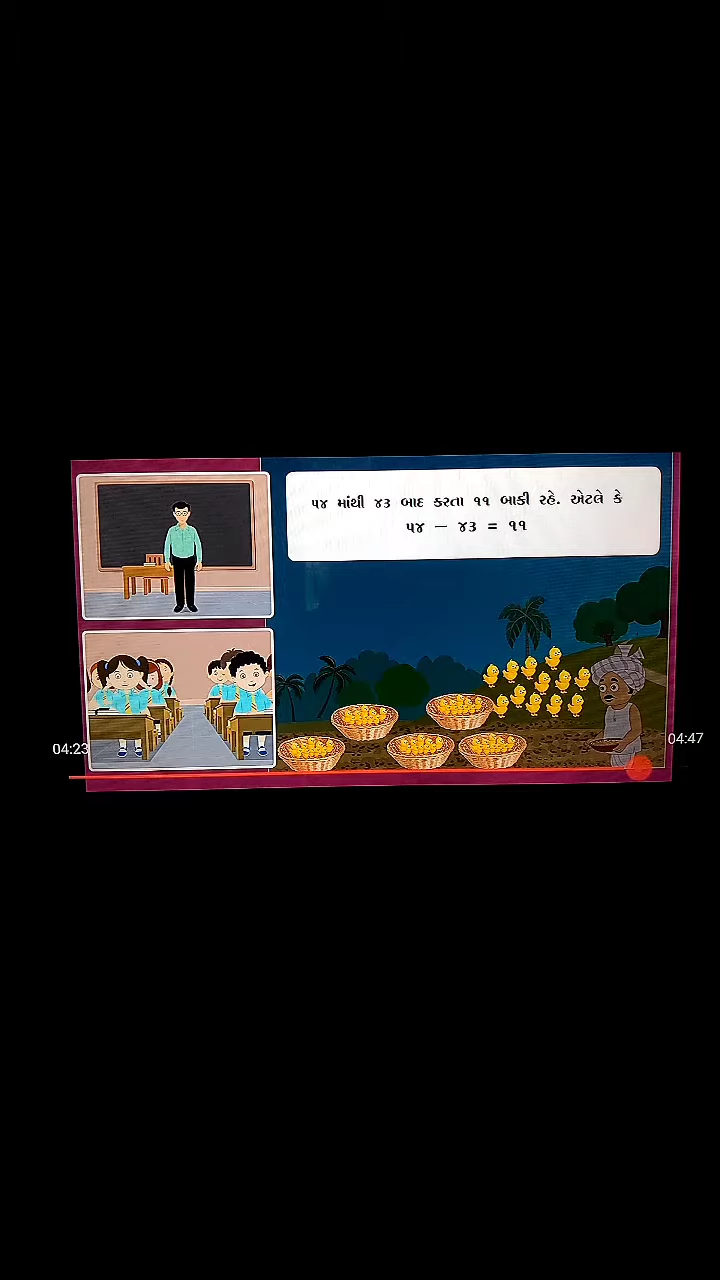 ૫૪ માંથી ૪૩ બાદ કરતા ૧૧ બાકી રહે. એટલે કે
૫૪ – ૪૩ = ૧૧
04:23
04:47